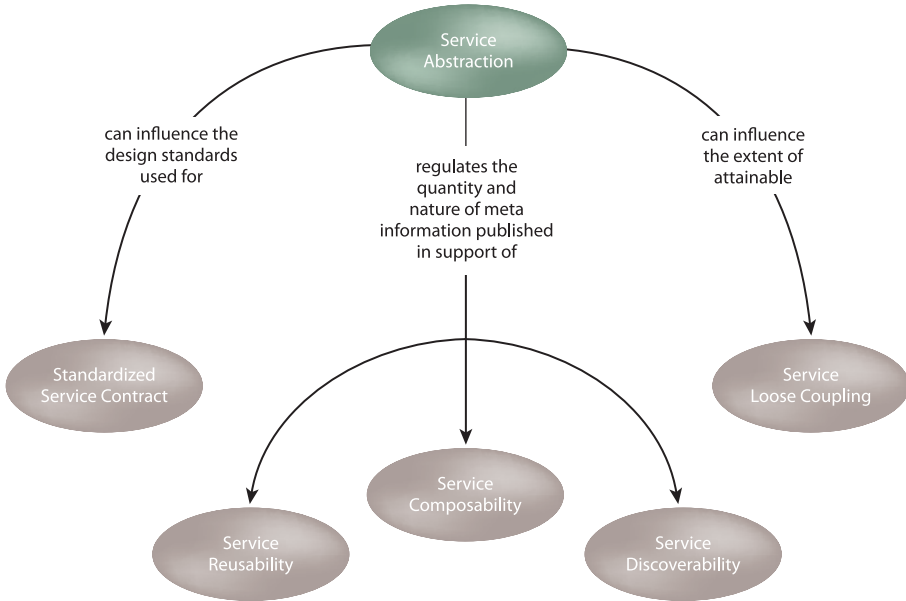 Service
Abstraction
can influence the
design standards
used for
regulates the
quantity and
nature of meta
information published
in support of
can influence
the extent of
attainable
Standardized
Service Contract
Service
Loose Coupling
Service
Composability
Service
Reusability
Service
Discoverability